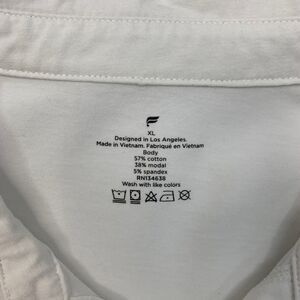 XL
Designed in Los Angeles.
Made in Vietnam. Fabriqué en Vietnam
Body
57% cotton
38% modal
5% spandex
RN134638
Wash with like colors